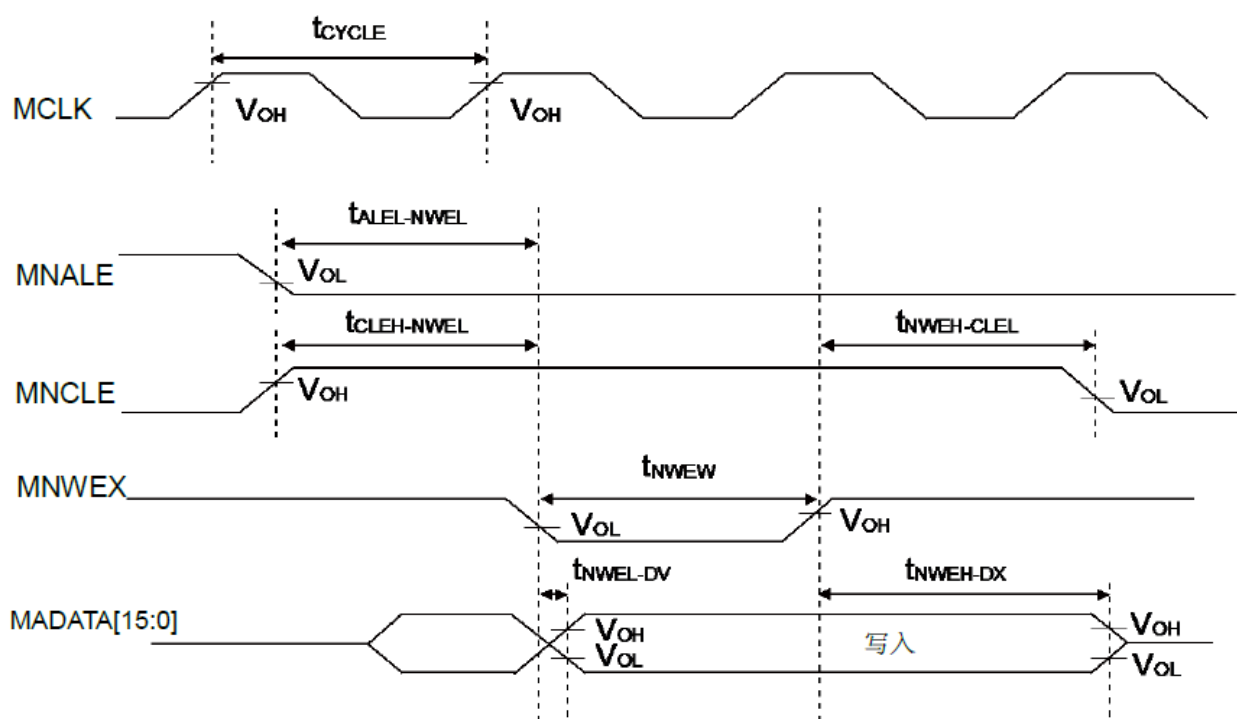 tCYCLE
MCLK
VOH VOH
tALEL-NWEL
MNALE
VOL
tCLEH-NWEL tNWEH-CLEL
MNCLE
VOH VOL
tNWEW
MNWEX
VOL VOH
tNWEL-DV tNWEH-DX
MADATA[15:0]
VOH 写入 VOH
VOL VOL